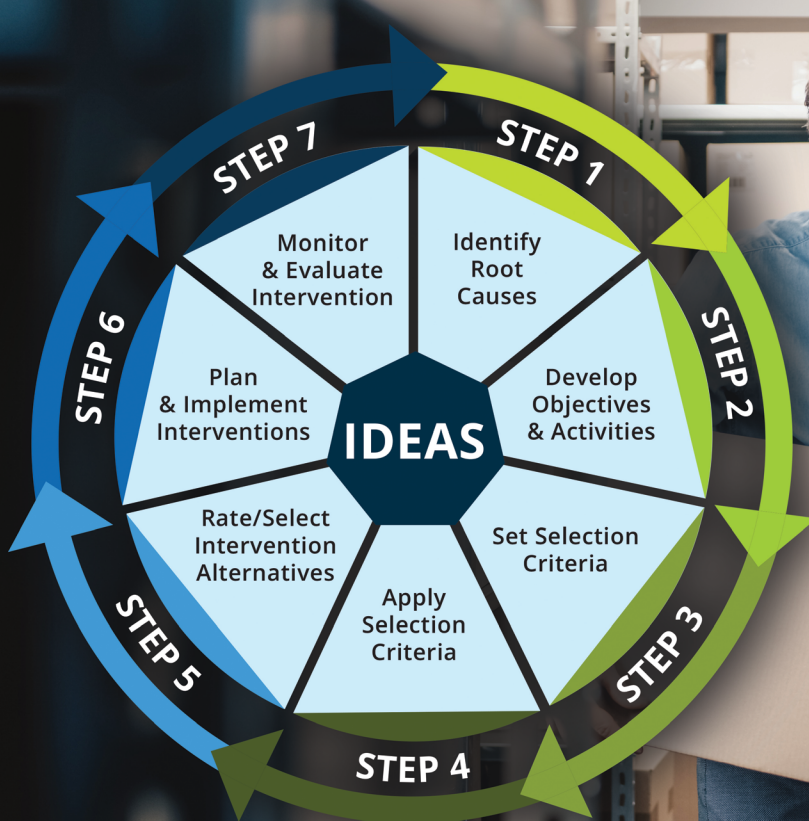 STEP 1
Identify
Root
Causes
STEP 2
Develop
Objectives
& Activities
STEP 3
Set Selection
Criteria
STEP 4
Apply
Selection
Criteria
STEP 5
Rate/Select
Intervention
Alternatives
STEP 6
Plan
& Implement
Interventions
STEP 7
Monitor
& Evaluate
Intervention
IDEAS